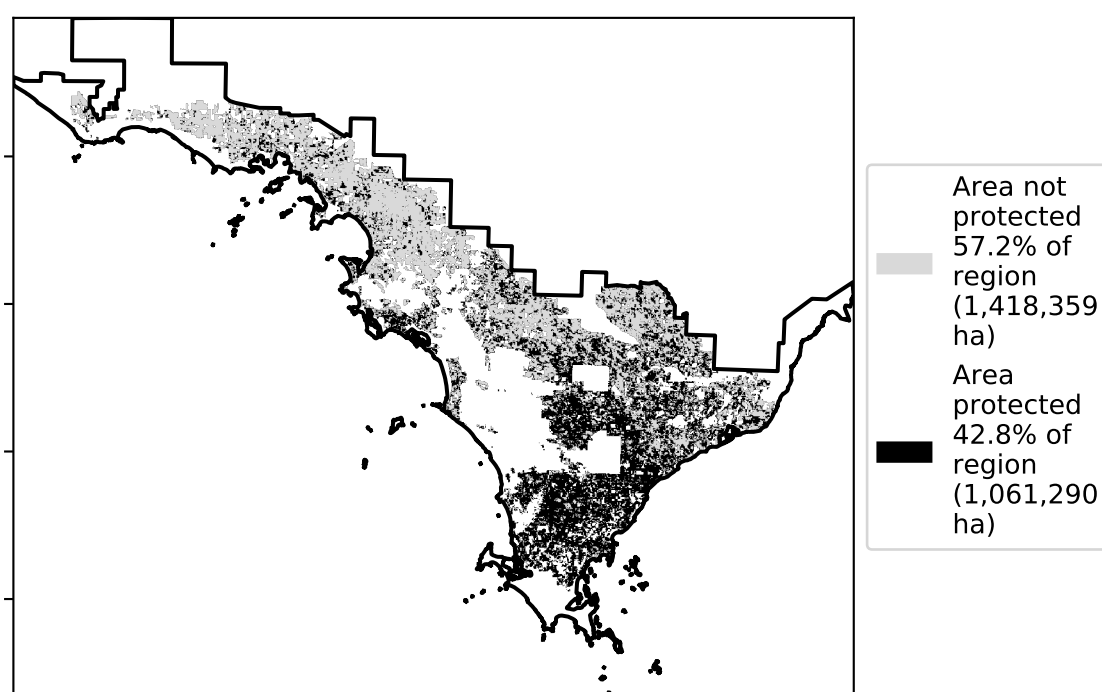 Area not
protected
57.2% of
region
(1,418,359
ha)
Area
protected
42.8% of
region
(1,061,290
ha)